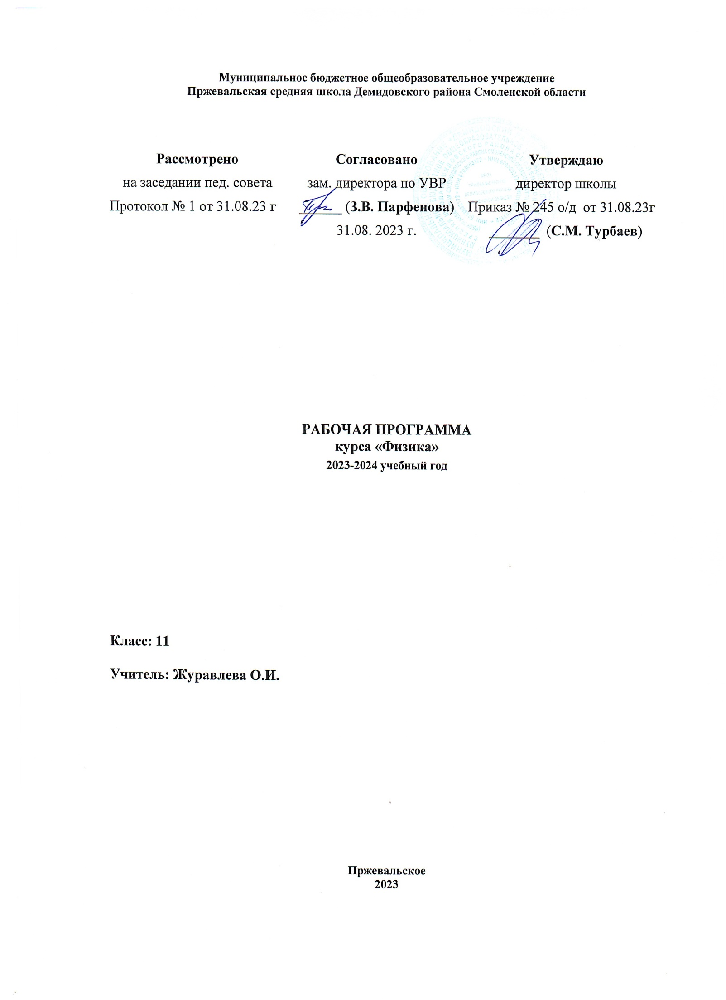 Муниципальное бюджетное общеобразовательное учреждение
Пржевальская средняя школа Демидовского района Смоленской области
Рассмотрено
на заседании пед. совета
Протокол № 1 от 31.08.23 г
Согласовано
зам. директора по УВР
(З.В. Парфенова)
31.08. 2023 г.
Утверждаю
директор школы
Приказ № 245 о/д от 31.08.23г
(С.М. Турбаев)
РАБОЧАЯ ПРОГРАММА
курса «Физика»
2023-2024 учебный год
Класс: 11
Учитель: Журавлева О.И.
Пржевальское
2023